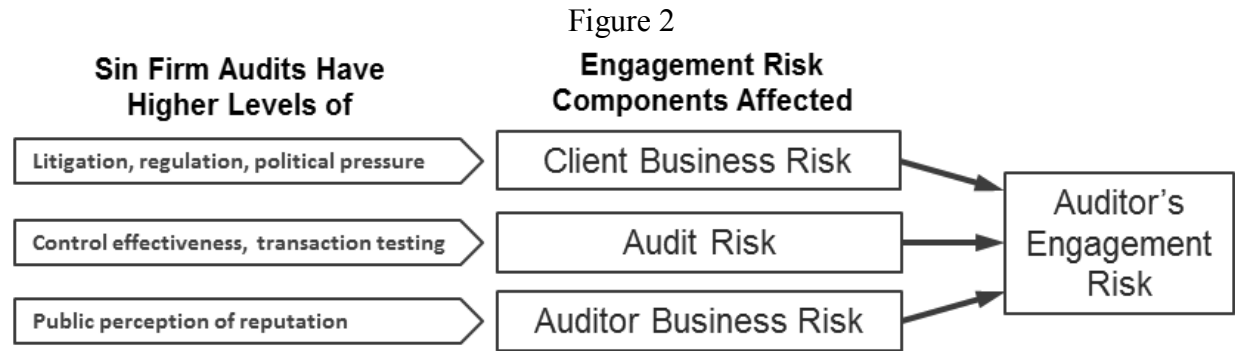 Figure 2
Sin Firm Audits Have
Higher Levels of
Engagement Risk
Components Affected
Litigation, regulation, political pressure
Client Business Risk
Control effectiveness, transaction testing
Audit Risk
Public perception of reputation
Auditor Business Risk
Auditor's
Engagement
Risk